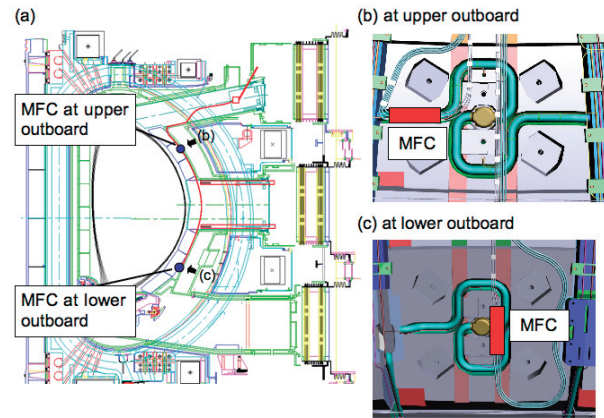 (a)
MFC at upper
outboard
(b)
(c)
MFC at lower
outboard
(b) at upper outboard
MFC
(c) at lower outboard
MFC